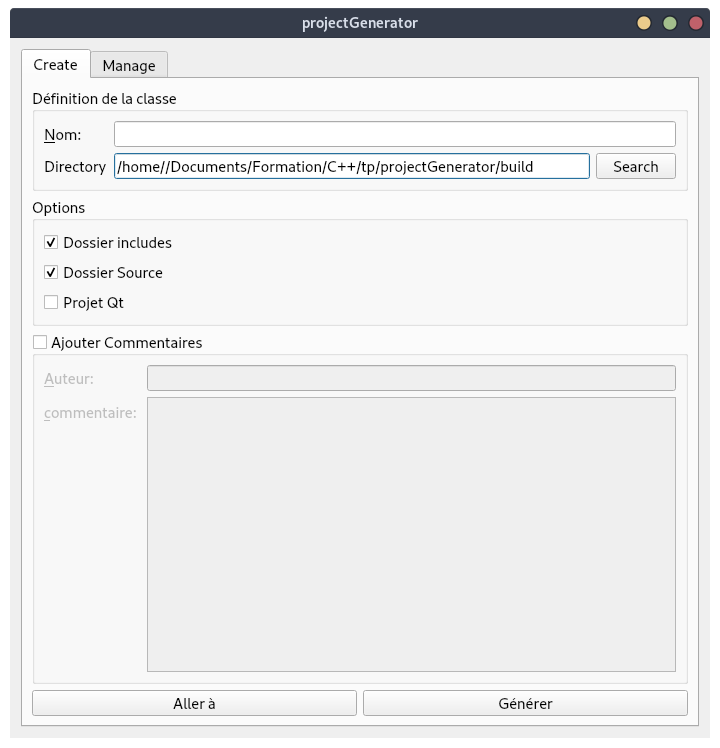 projectGenerator
Create Manage
Définition de la classe
Nom:
Directory /home//Documents/Formation/C++/tp/projectGenerator/build Search
Options
Dossier includes
Dossier Source
Projet Qt
Ajouter Commentaires
Auteur:
commentaire:
Aller à Générer